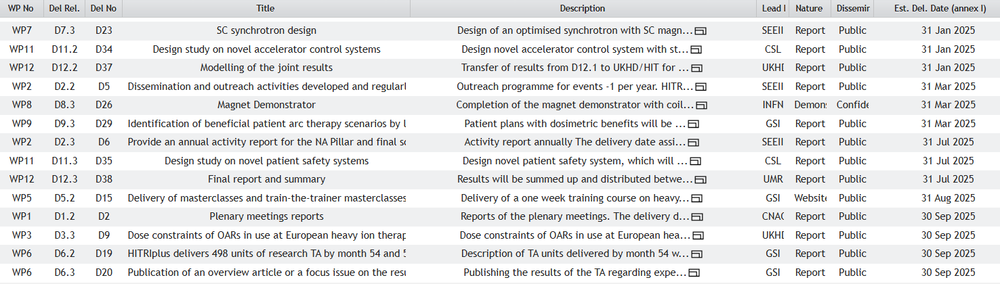 WP No Del Rel. Del No Title Description Lead Nature Dissemir Est. Del. Date (annex I)
WP7 D7.3 D23 SC synchrotron design Design of an optimised synchrotron with SC magn... SEEII Report Public 31 Jan 2025
WP11 D11.2 D34 Design study on novel accelerator control systems Design novel accelerator control system with st... CSL Report Public 31 Jan 2025
WP12 D12.2 D37 Modelling of the joint results Transfer of results from D12.1 to UKHD/HIT for ... UKHD Report Public 31 Jan 2025
WP2 D2.2 D5 Dissemination and outreach activities developed and regularl Outreach programme for events -1 per year. HITR... SEEII Report Public 31 Mar 2025
WP8 D8.3 D26 Magnet Demonstrator Completion of the magnet demonstrator with coil... INFN Demons Confide 31 Mar 2025
WP9 D9.3 D29 Identification of beneficial patient arc therapy scenarios by Patient plans with dosimetric benefits will be ... GSI Report Public 31 Mar 2025
WP2 D2.3 D6 Provide an annual activity report for the NA Pillar and final sc Activity report annually The delivery date assi... SEEII Report Public 31 Jul 2025
WP11 D11.3 D35 Design study on novel patient safety systems Design novel patient safety system, which will ... CSL Report Public 31 Jul 2025
WP12 D12.3 D38 Final report and summary Results will be summed up and distributed betwe... UMR Report Public 31 Jul 2025
WP5 D5.2 D15 Delivery of masterclasses and train-the-trainer masterclasses Delivery of a one week training course on heavy... GSI Website Public 31 Aug 2025
WP1 D1.2 D2 Plenary meetings reports Reports of the plenary meetings. The delivery d... CNAO Report Public 30 Sep 2025
WP3 D3.3 D9 Dose constraints of OARs in use at European heavy ion therap Dose constraints of OARs in use at European hea... UKHD Report Public 30 Sep 2025
WP6 D6.2 D19 HITRIplus delivers 498 units of research TA by month 54 and Description of TA units delivered by month 54 w... GSI Report Public 30 Sep 2025
WP6 D6.3 D20 Publication of an overview article or a focus issue on the resu Publishing the results of the TA regarding expe... GSI Report Public 30 Sep 2025